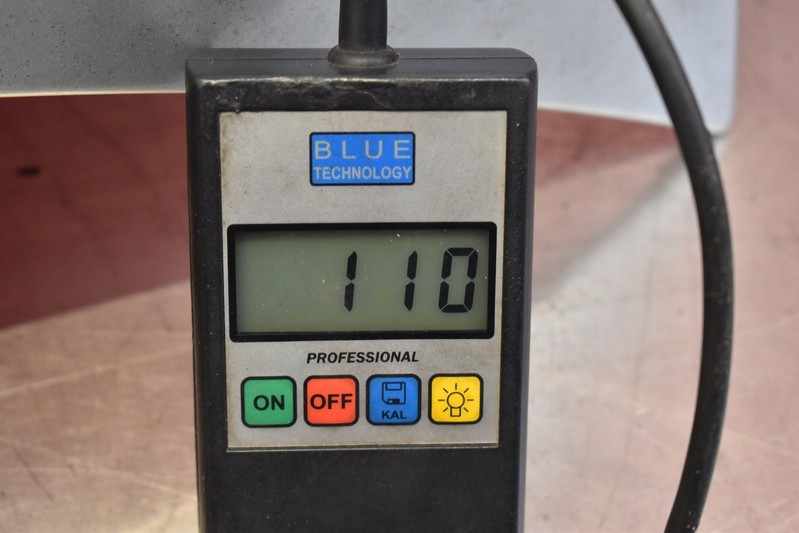 BLUE
TECHNOLOGY
110
PROFESSIONAL
ON OFF KAL